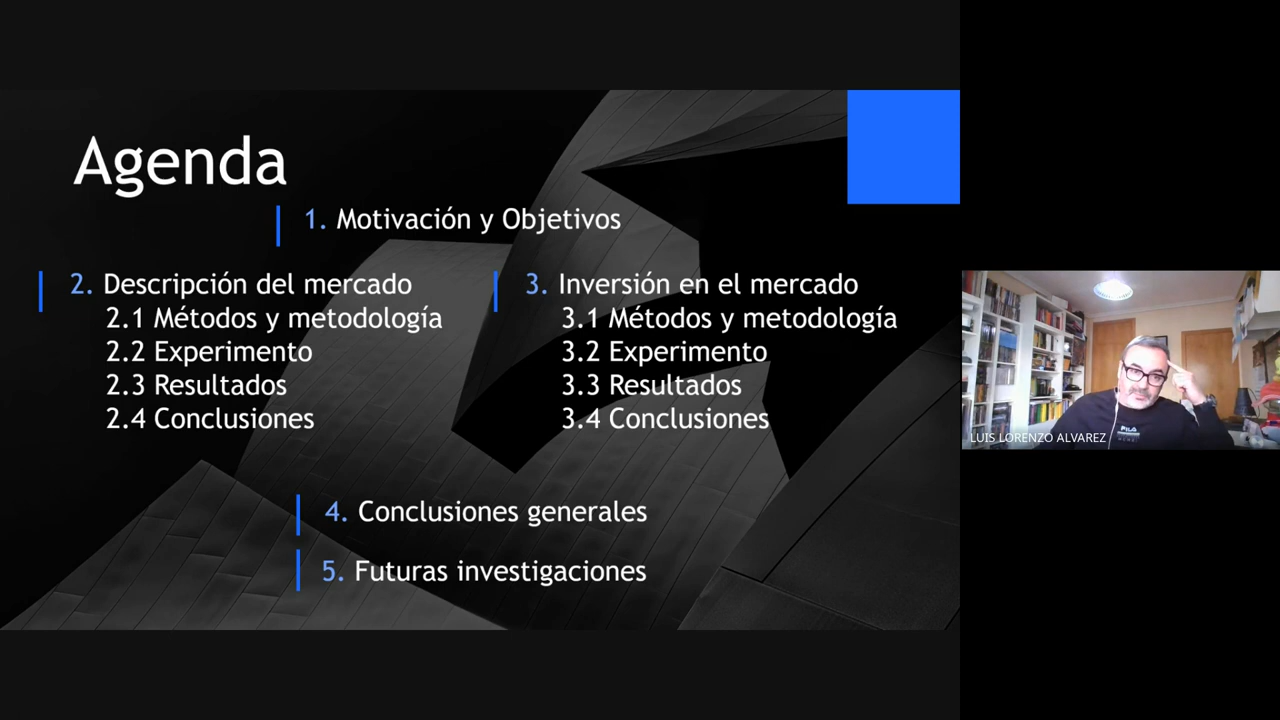 Agenda
1. Motivación y Objetivos
2. Descripción del mercado
2.1 Métodos y metodología
2.2 Experimento
2.3 Resultados
2.4 Conclusiones
3. Inversión en el mercado
3.1 Métodos y metodología
3.2 Experimento
3.3 Resultados
3.4 Conclusiones
4. Conclusiones generales
5. Futuras investigaciones
LUIS LORENZO ALVAREZ
FILA